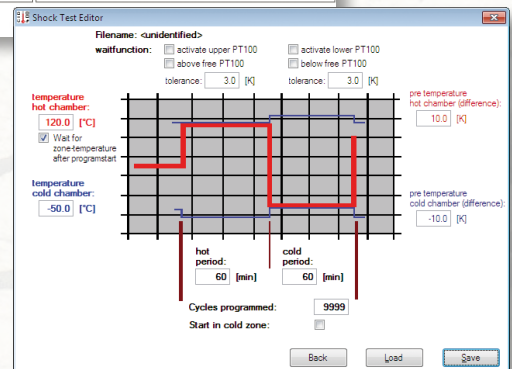 Shock Test Editor
Filename: <unidentified>
waitfunction:
activate upper PT100
activate lower PT100
above free PT100
below free PT100
tolerance: 3.0 [K]
tolerance: 3.0 [K]
temperature
hot chamber:
120.0 [°C]
Wait for
zone-temperature
after programstart
pre temperature
hot chamber (difference):
10.0 [K]
temperature
cold chamber:
-50.0 [°C]
pre temperature
cold chamber (difference):
-10.0 [K]
hot
period:
60 [min]
cold
period:
60 [min]
Cycles programmed: 9999
Start in cold zone:
Back
Load
Save